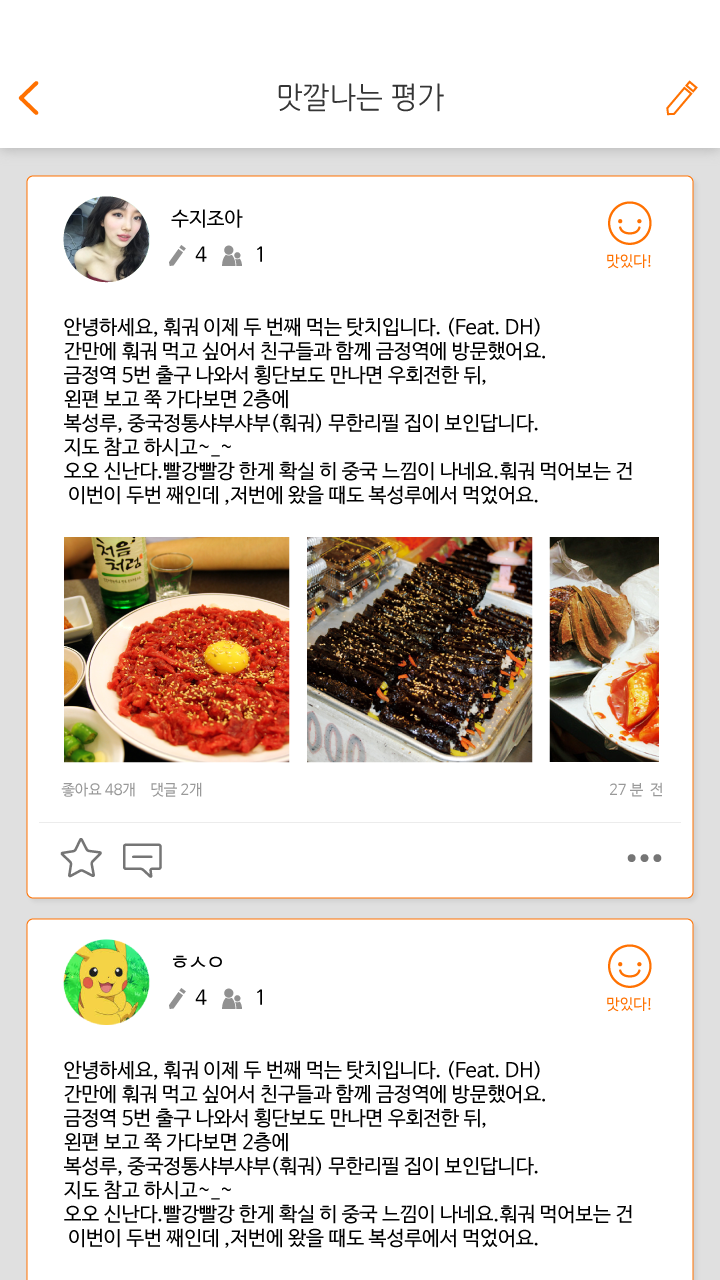 맛깔나는 평가
수지조아
4 1
맛있다!
안녕하세요, 훠궈 이제 두 번째 먹는 탓치입니다. (Feat. DH)
간만에 훠궈 먹고 싶어서 친구들과 함께 금정역에 방문했어요.
금정역 5번 출구 나와서 횡단보도 만나면 우회전한 뒤,
왼편 보고 쭉 가다보면 2층에
복성루, 중국정통샤부샤부(훠궈) 무한리필 집이 보인답니다.
지도 참고 하시고~_~
오오 신난다.빨강빨강 한게 확실 히 중국 느낌이 나네요.훠궈 먹어보는 건
이번이 두번 째인데 ,저번에 왔을 때도 복성루에서 먹었어요.
처음
처럼
000
좋아요 48개 댓글 2개
27 분 전
ㅎㅅㅇ
4 1
맛있다!
안녕하세요, 훠궈 이제 두 번째 먹는 탓치입니다. (Feat. DH)
간만에 훠궈 먹고 싶어서 친구들과 함께 금정역에 방문했어요.
금정역 5번 출구 나와서 횡단보도 만나면 우회전한 뒤,
왼편 보고 쭉 가다보면 2층에
복성루, 중국정통샤부샤부(훠궈) 무한리필 집이 보인답니다.
지도 참고 하시고~_~
오오 신난다.빨강빨강 한게 확실 히 중국 느낌이 나네요.훠궈 먹어보는 건
이번이 두번 째인데 ,저번에 왔을 때도 복성루에서 먹었어요.